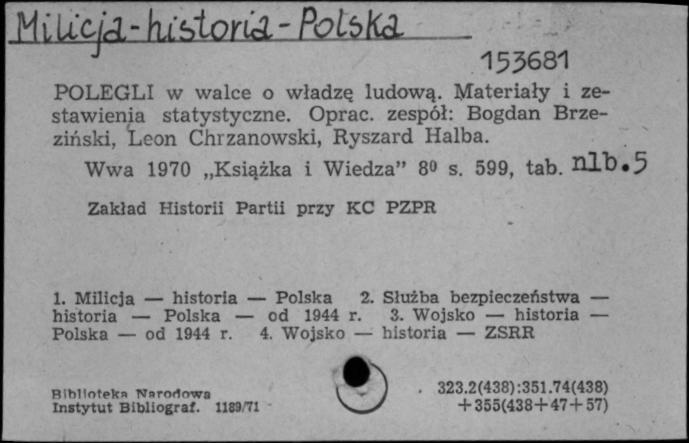 Milicja-historia-Polska
153681
POLEGLI w walce o władzę ludową. Materiały i ze-
stawienia statystyczne. Oprac. zespół: Bogdan Brze-
ziński, Leon Chrzanowski, Ryszard Halba.
Wwa 1970 „Książka i Wiedza” 8⁰ s. 599, tab. nlb.5
Zakład Historii Partii przy KC PZPR
1. Milicja — historia — Polska 2. Służba bezpieczeństwa —
historia — Polska — od 1944 r. 3. Wojsko — historia —
Polska — od 1944 r. 4. Wojsko — historia — ZSRR
Biblioteka Narodowa
Instytut Bibliograf. 1189/71
323.2(438):351.74(438)
+355(438+47+57)